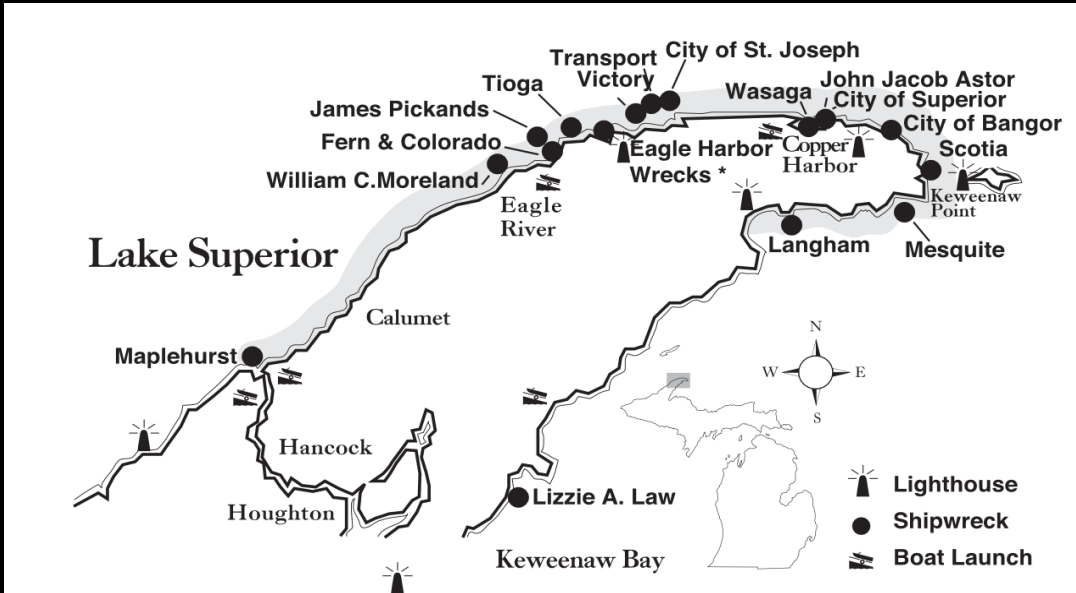 City of St. Joseph
Transport
Victory
John Jacob Astor
Tioga
Wasaga
City of Superior
James Pickands
City of Bangor
Fern & Colorado
Eagle Harbor
Wrecks *
Copper
Harbor
Scotia
William C.Moreland
Keweenaw
Point
Eagle
River
Langham
Mesquite
Lake Superior
Calumet
Maplehurst
N
W
E
S
Hancock
Lighthouse
Lizzie A. Law
Houghton
Shipwreck
Keweenaw Bay
Boat Launch